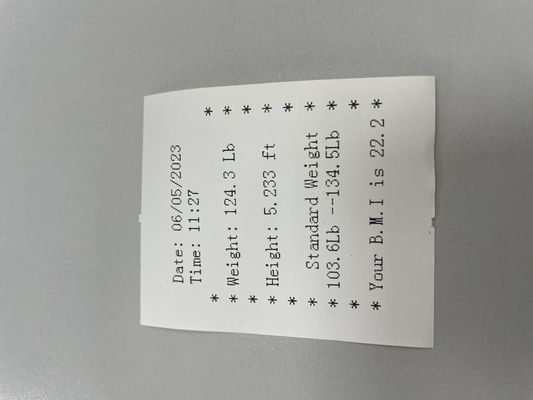 Date: 06/05/2023
Time: 11:27
* *
* Weight: 124.3 Lb *
* *
* Height: 5.233 ft *
* *
* Standard Weight *
* 103.6Lb --134.5Lb *
* *
* Your B.M.I is 22.2 *